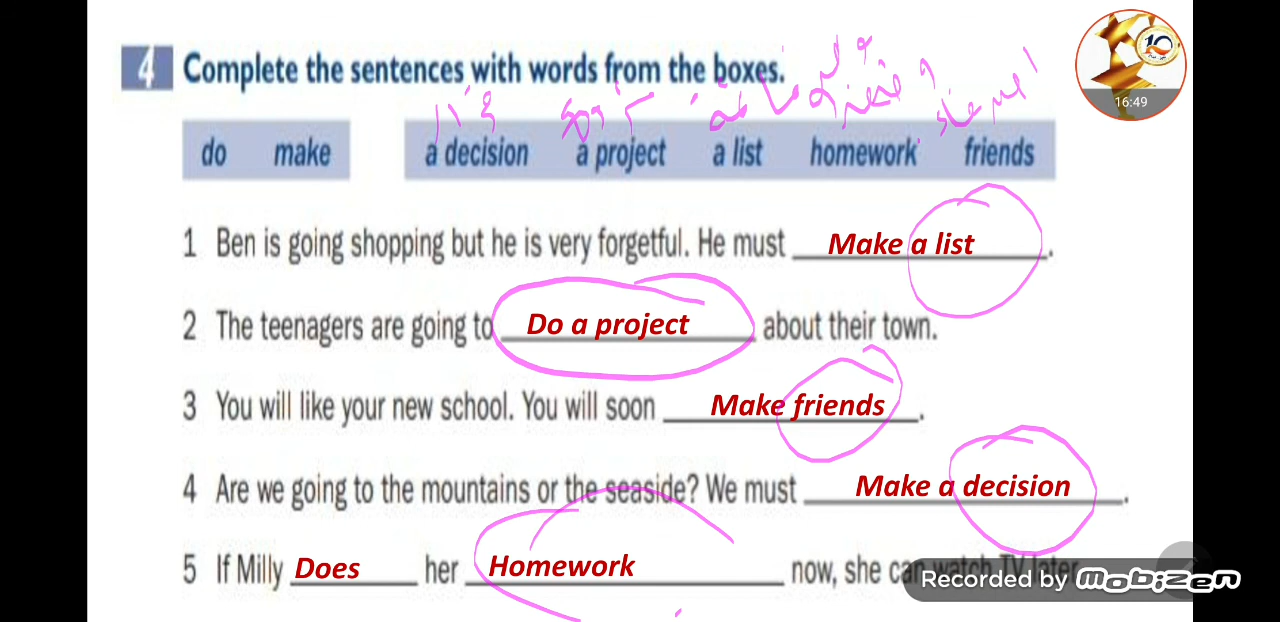 4 Complete the sentences with words from the boxes.
قرار
16:49
do make
a decision a project a list homework friends
1 Ben is going shopping but he is very forgetful. He must Make a list.
2 The teenagers are going to Do a project about their town.
3 You will like your new school. You will soon Make friends.
4 Are we going to the mountains or the seaside? We must Make a decision.
5 If Milly Does her Homework now, she can watch TV later
Recorded by mobizen